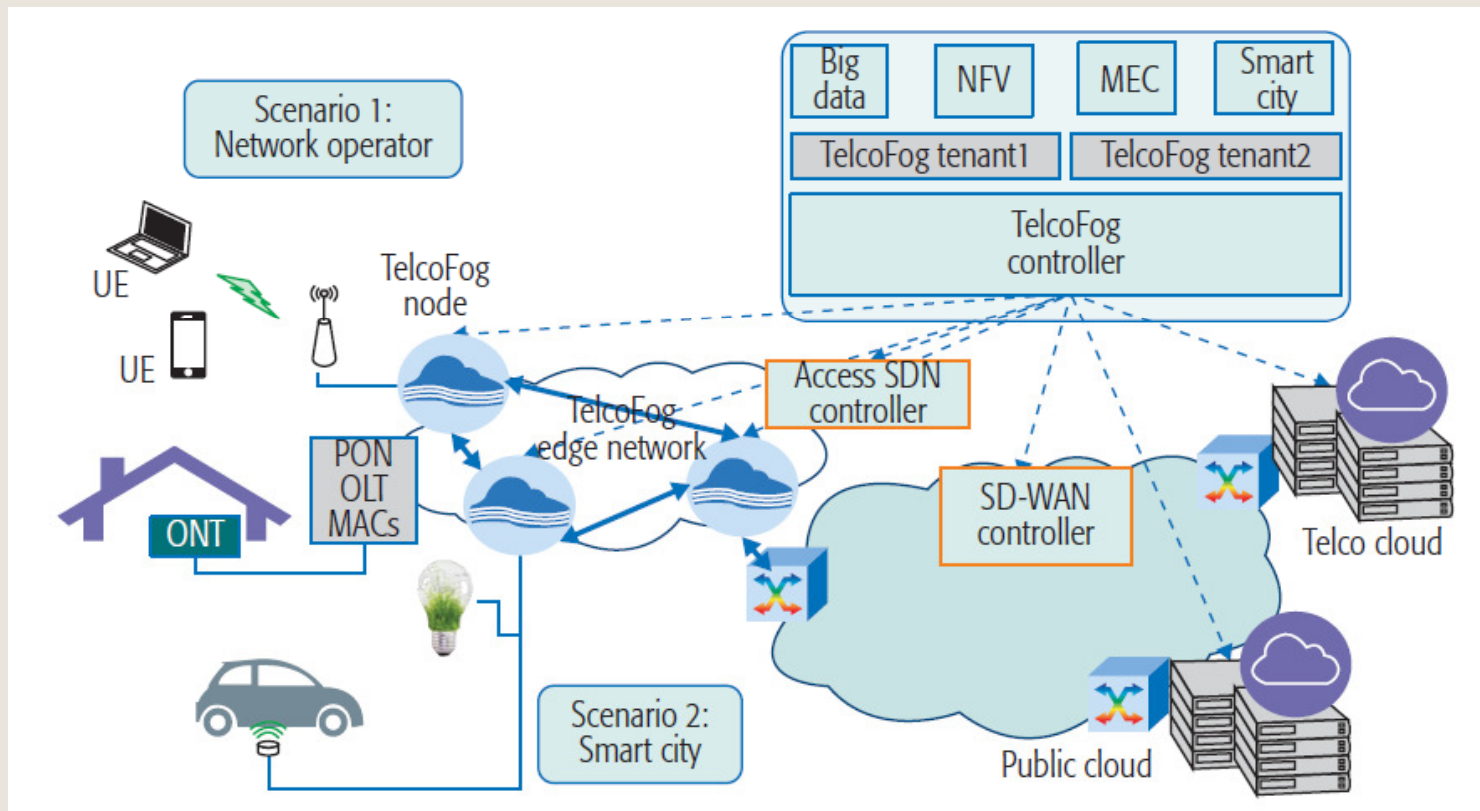 Scenario 1:
Network operator
Big
data
NFV
MEC
Smart
city
TelcoFog tenant1
TelcoFog tenant2
TelcoFog
controller
UE
UE
TelcoFog
node
Access SDN
controller
TelcoFog
edge network
PON
OLT
MACs
ONT
SD-WAN
controller
Telco cloud
Scenario 2:
Smart city
Public cloud